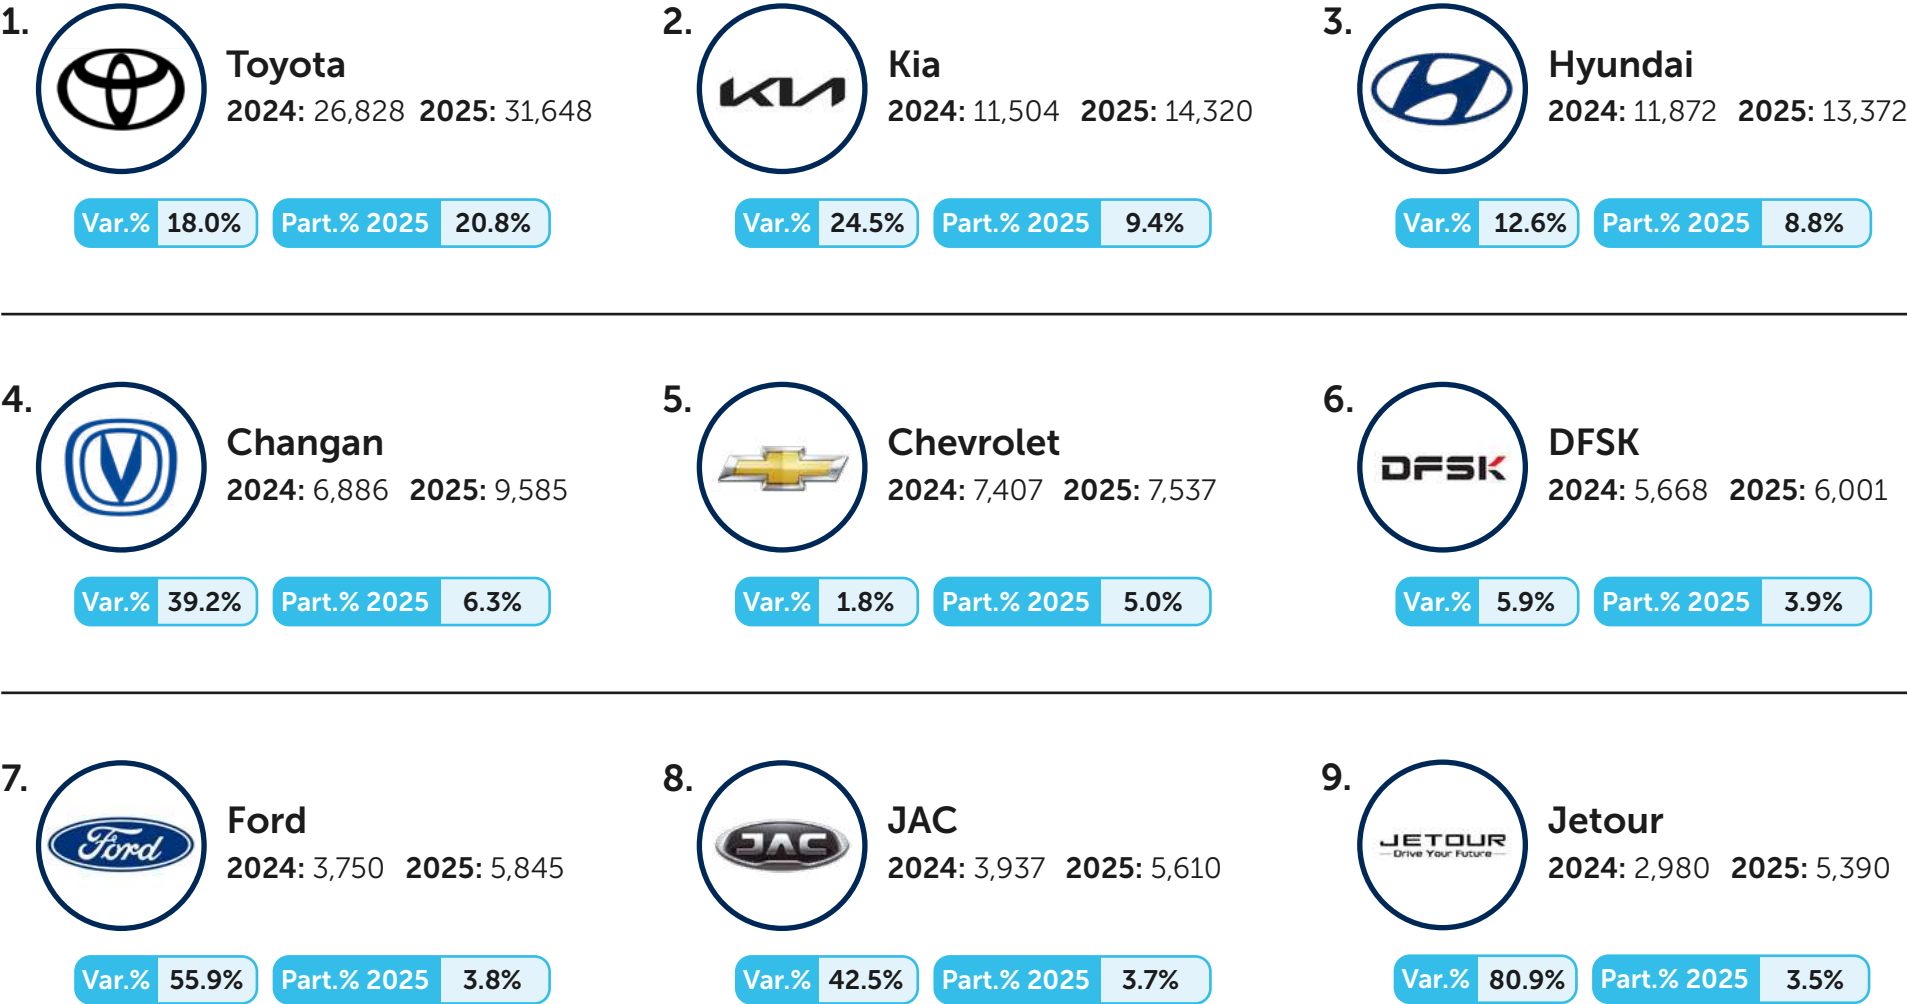 1.
Toyota
2024: 26,828 2025: 31,648
Var.% 18.0% Part.% 2025 20.8%
2.
KIA
Kia
2024: 11,504 2025: 14,320
Var.% 24.5% Part.% 2025 9.4%
3.
Hyundai
2024: 11,872 2025: 13,372
Var.% 12.6% Part.% 2025 8.8%
4.
Changan
2024: 6,886 2025: 9,585
Var.% 39.2% Part.% 2025 6.3%
5.
Chevrolet
2024: 7,407 2025: 7,537
Var.% 1.8% Part.% 2025 5.0%
6.
DFSK
DFSK
2024: 5,668 2025: 6,001
Var.% 5.9% Part.% 2025 3.9%
7.
Ford
Ford
2024: 3,750 2025: 5,845
Var.% 55.9% Part.% 2025 3.8%
8.
JAC
JAC
2024: 3,937 2025: 5,610
Var.% 42.5% Part.% 2025 3.7%
9.
JETOUR
Drive Your Future
Jetour
2024: 2,980 2025: 5,390
Var.% 80.9% Part.% 2025 3.5%